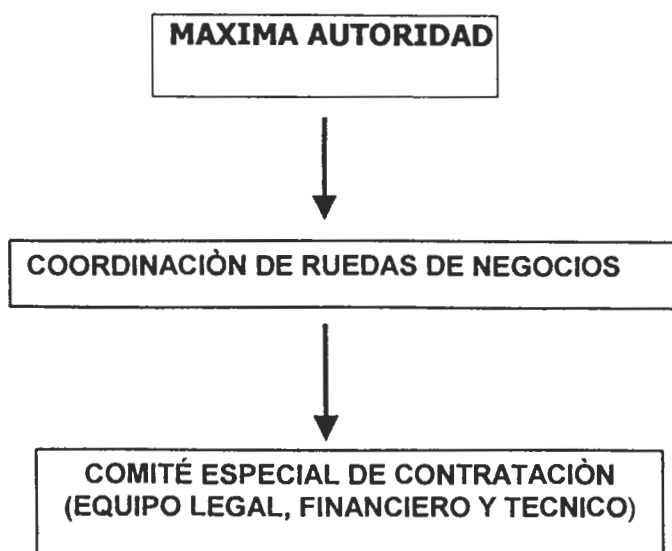 MAXIMA AUTORIDAD
COORDINACIÒN DE RUEDAS DE NEGOCIOS
COMITÉ ESPECIAL DE CONTRATACIÒN
(EQUIPO LEGAL, FINANCIERO Y TECNICO)